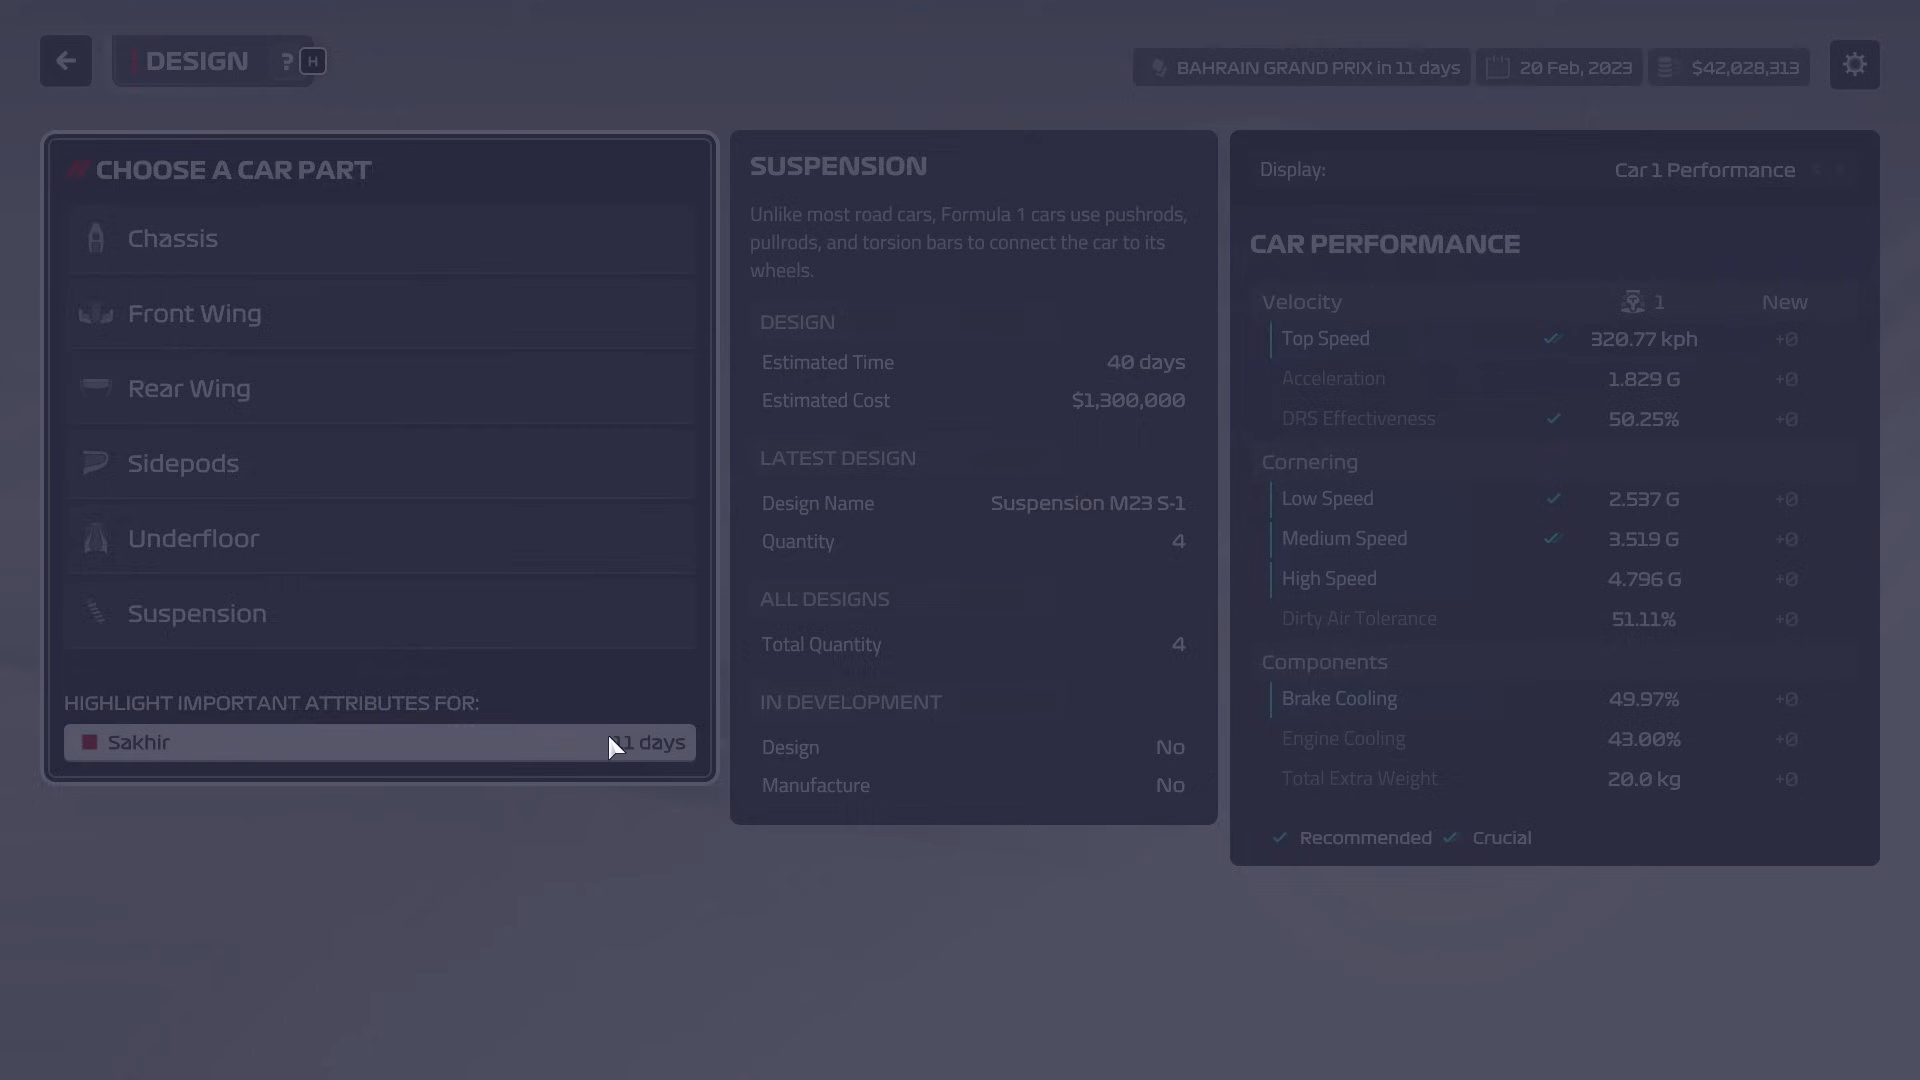 DESIGN ? H
BAHRAIN GRAND PRIX in 11 days
20 Feb, 2023
$42,028,313
CHOOSE A CAR PART
Chassis
Front Wing
Rear Wing
Sidepods
Underfloor
Suspension
HIGHLIGHT IMPORTANT ATTRIBUTES FOR:
Sakhir 11 days
SUSPENSION
Unlike most road cars, Formula 1 cars use pushrods,
pullrods, and torsion bars to connect the car to its
wheels.
DESIGN
Estimated Time 40 days
Estimated Cost $1,300,000
LATEST DESIGN
Design Name Suspension M23 S-1
Quantity 4
ALL DESIGNS
Total Quantity 4
IN DEVELOPMENT
Design No
Manufacture No
Display: Car 1 Performance
CAR PERFORMANCE
Velocity 1 New
Top Speed 320.77 kph +0
Acceleration 1.829 G +0
DRS Effectiveness 50.25% +0
Cornering
Low Speed 2.537 G +0
Medium Speed 3.519 G +0
High Speed 4.796 G +0
Dirty Air Tolerance 51.11% +0
Components
Brake Cooling 49.97% +0
Engine Cooling 43.00% +0
Total Extra Weight 20.0 kg +0
Recommended Crucial